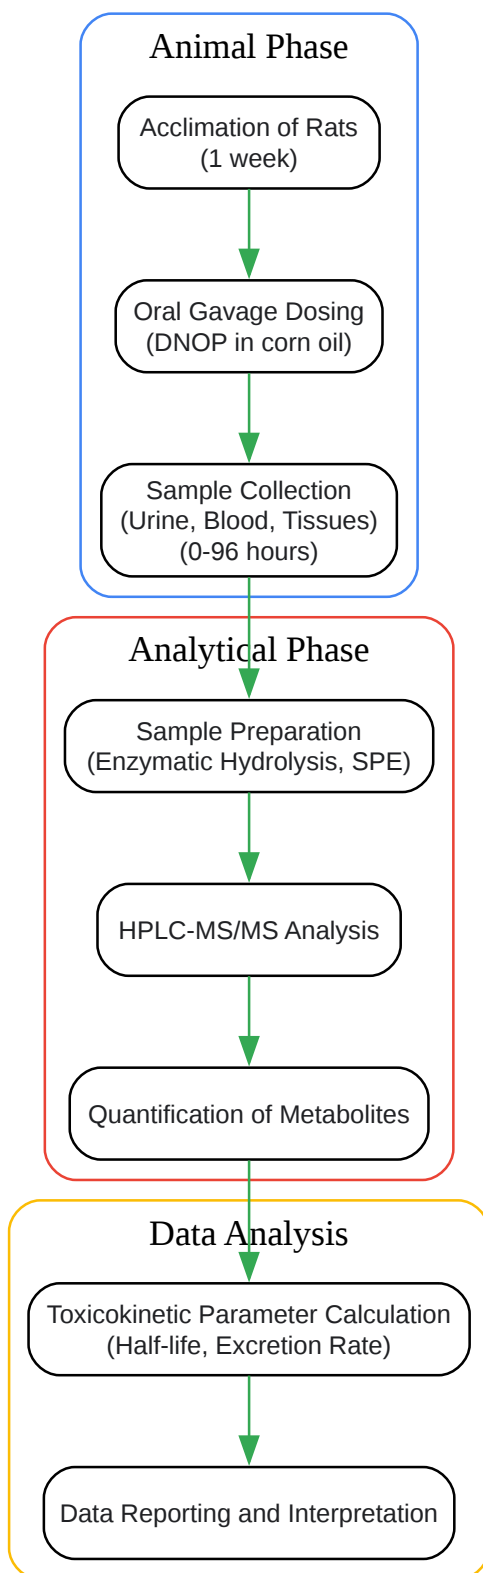 Animal Phase
Acclimation of Rats
(1 week)
Oral Gavage Dosing
(DNOP in corn oil)
Sample Collection
(Urine, Blood, Tissues)
(0-96 hours)
Analytical Phase
Sample Preparation
(Enzymatic Hydrolysis, SPE)
HPLC-MS/MS Analysis
Quantification of Metabolites
Data Analysis
Toxicokinetic Parameter Calculation
(Half-life, Excretion Rate)
Data Reporting and Interpretation